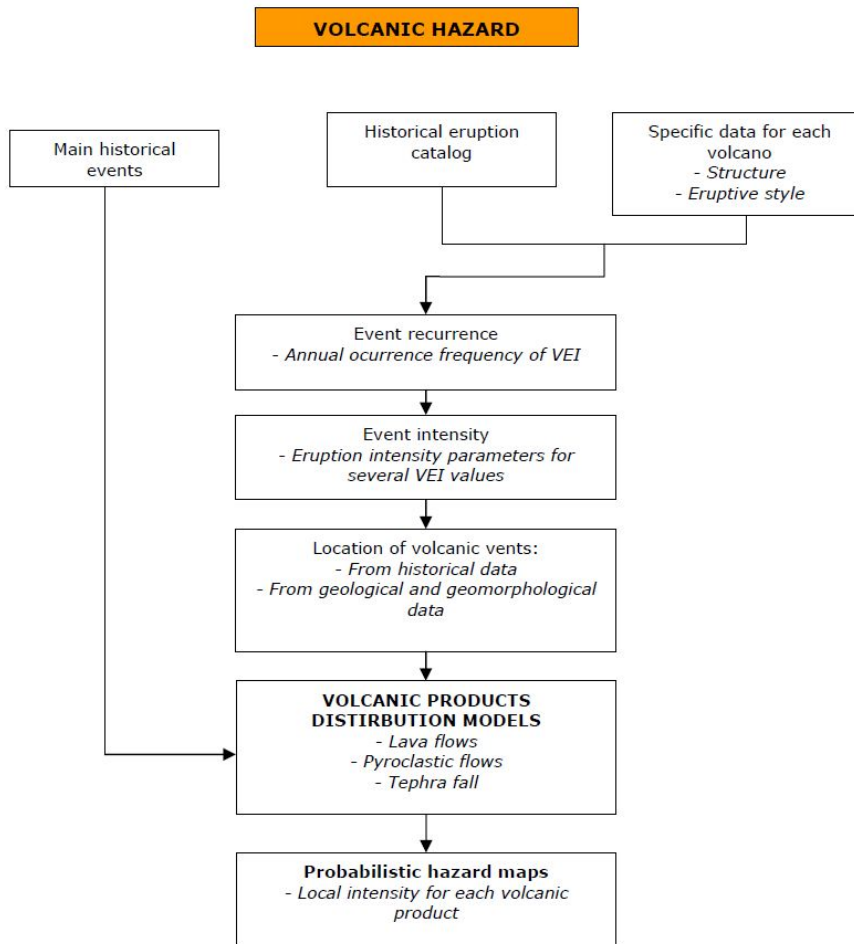 VOLCANIC HAZARD
Main historical
events
Historical eruption
catalog
Specific data for each
volcano
- Structure
- Eruptive style
Event recurrence
- Annual ocurrence frequency of VEI
Event intensity
- Eruption intensity parameters for
several VEI values
Location of volcanic vents:
- From historical data
- From geological and geomorphological
data
VOLCANIC PRODUCTS
DISTIRBUTION MODELS
- Lava flows
- Pyroclastic flows
- Tephra fall
Probabilistic hazard maps
- Local intensity for each volcanic
product